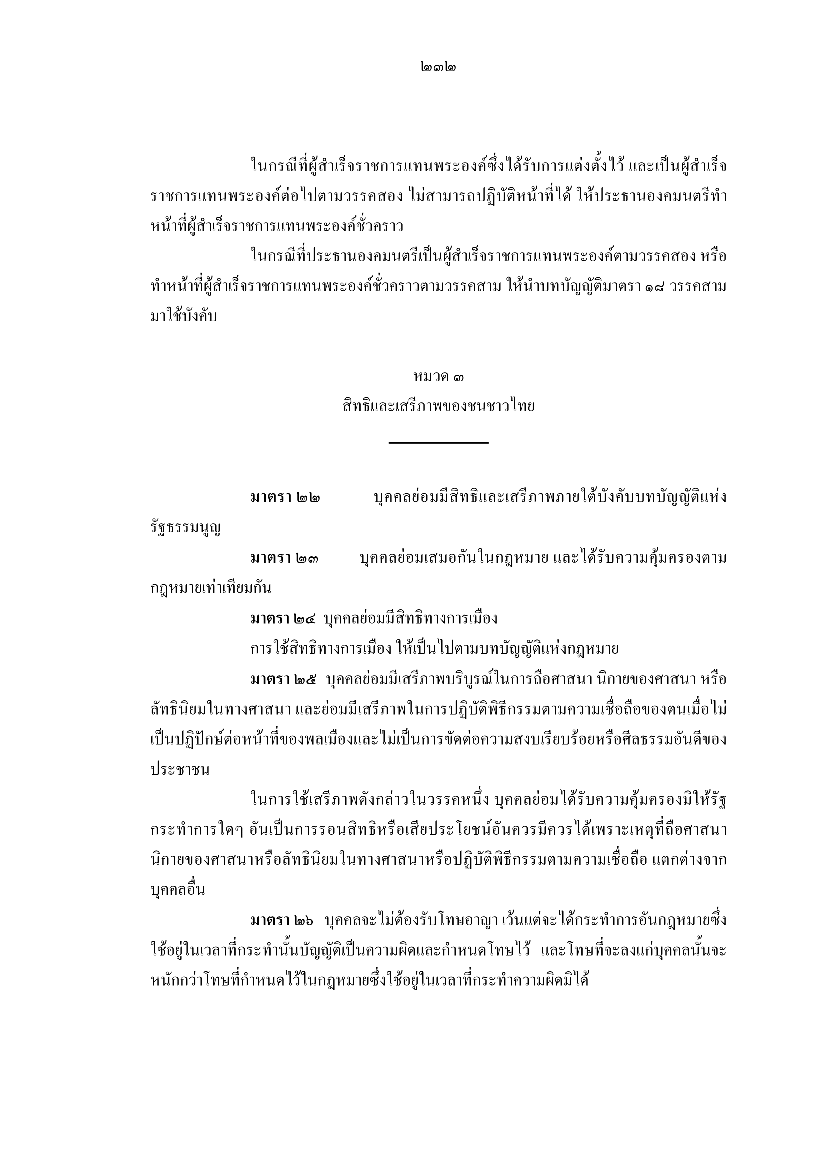 ๒๓๒
ในกรณีที่ผู้สำเร็จราชการแทนพระองค์ซึ่งได้รับการแต่งตั้งไว้ และเป็นผู้สำเร็จ
ราชการแทนพระองค์ต่อไปตามวรรคสอง ไม่สามารถปฏิบัติหน้าที่ได้ ให้ประธานองคมนตรีทำ
หน้าที่ผู้สำเร็จราชการแทนพระองค์ชั่วคราว
ในกรณีที่ประธานองคมนตรีเป็นผู้สำเร็จราชการแทนพระองค์ตามวรรคสอง หรือ
ทำหน้าที่ผู้สำเร็จราชการแทนพระองค์ชั่วคราวตามวรรคสาม ให้นำบทบัญญัติมาตรา ๑๘ วรรคสาม
มาใช้บังคับ
หมวด ๓
สิทธิและเสรีภาพของชนชาวไทย
มาตรา ๒๒ บุคคลย่อมมีสิทธิและเสรีภาพภายใต้บังคับบทบัญญัติแห่ง
รัฐธรรมนูญ
มาตรา ๒๓ บุคคลย่อมเสมอกันในกฎหมาย และได้รับความคุ้มครองตาม
กฎหมายเท่าเทียมกัน
มาตรา ๒๔ บุคคลย่อมมีสิทธิทางการเมือง
การใช้สิทธิทางการเมือง ให้เป็นไปตามบทบัญญัติแห่งกฎหมาย
มาตรา ๒๕ บุคคลย่อมมีเสรีภาพบริบูรณ์ในการถือศาสนา นิกายของศาสนา หรือ
ลัทธินิยมในทางศาสนา และย่อมมีเสรีภาพในการปฏิบัติพิธีกรรมตามความเชื่อถือของตนเมื่อไม่
เป็นปฏิปักษ์ต่อหน้าที่ของพลเมืองและไม่เป็นการขัดต่อความสงบเรียบร้อยหรือศีลธรรมอันดีของ
ประชาชน
ในการใช้เสรีภาพดังกล่าวในวรรคหนึ่ง บุคคลย่อมได้รับความคุ้มครองมิให้รัฐ
กระทำการใดๆ อันเป็นการรอนสิทธิหรือเสียประโยชน์อันควรมีควรได้เพราะเหตุที่ถือศาสนา
นิกายของศาสนาหรือลัทธินิยมในทางศาสนาหรือปฏิบัติพิธีกรรมตามความเชื่อถือ แตกต่างจาก
บุคคลอื่น
มาตรา ๒๖ บุคคลจะไม่ต้องรับโทษอาญา เว้นแต่จะได้กระทำการอันกฎหมายซึ่ง
ใช้อยู่ในเวลาที่กระทำนั้นบัญญัติเป็นความผิดและกำหนดโทษไว้ และโทษที่จะลงแก่บุคคลนั้นจะ
หนักกว่าโทษที่กำหนดไว้ในกฎหมายซึ่งใช้อยู่ในเวลาที่กระทำความผิดมิได้